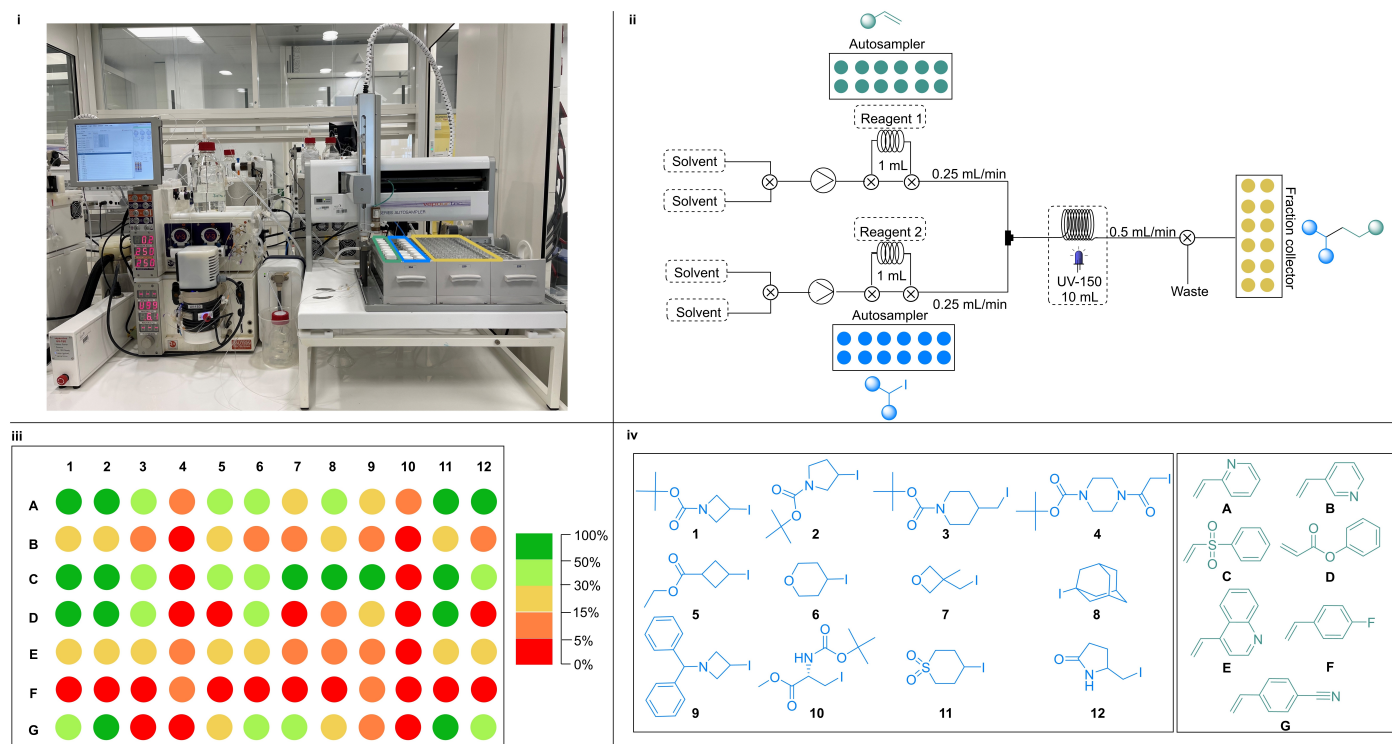 i
ii
Autosampler
Reagent 1
1 mL
Solvent
Solvent
0.25 mL/min
Reagent 2
1 mL
Solvent
Solvent
0.25 mL/min
Autosampler
I
UV-150
10 mL
0.5 mL/min
Waste
Fraction collector
iii
1 2 3 4 5 6 7 8 9 10 11 12
A
B
C
D
E
F
G
100%
50%
30%
15%
5%
0%
iv
O O N I
1
I N O O
2
O O N I
3
O O N N O I
4
O O I
5
O I
6
O I
7
I
8
N I
9
O HN O O O I
10
O O S I
11
O N H I
12
N
A
N
B
O S O
C
O O
D
N
E
F
F
N
G